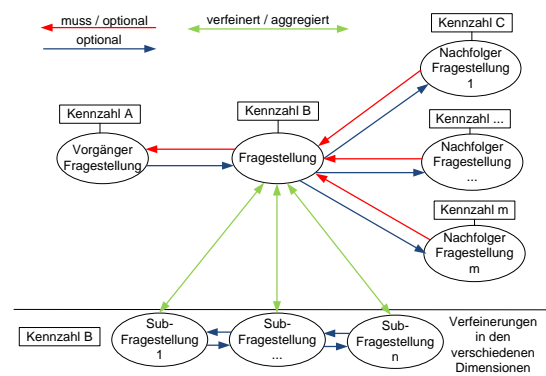 muss / optional
optional
verfeinert / aggregiert
Kennzahl C
Nachfolger
Fragestellung
1
Kennzahl A
Vorgänger
Fragestellung
Kennzahl B
Fragestellung
Kennzahl ...
Nachfolger
Fragestellung
...
Kennzahl m
Nachfolger
Fragestellung
m
Kennzahl B
Sub-
Fragestellung
1
Sub-
Fragestellung
...
Sub-
Fragestellung
n
Verfeinerungen
in den
verschiedenen
Dimensionen